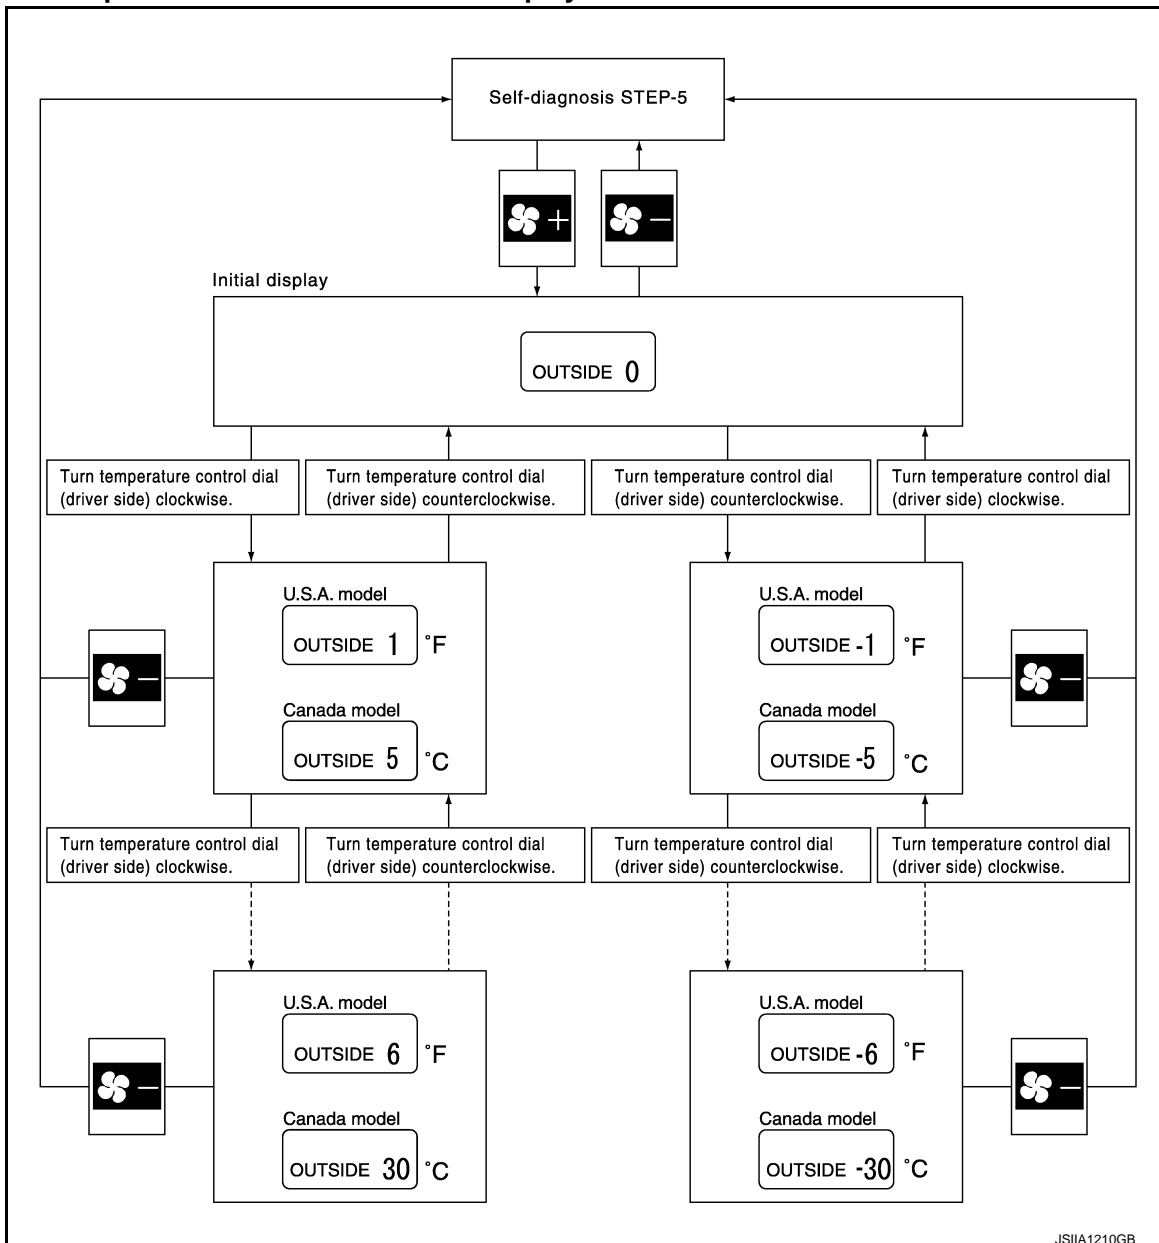 Self-diagnosis STEP-5
+
−
Initial display
OUTSIDE 0
Turn temperature control dial
(driver side) clockwise.
Turn temperature control dial
(driver side) counterclockwise.
Turn temperature control dial
(driver side) counterclockwise.
Turn temperature control dial
(driver side) clockwise.
U.S.A. model
OUTSIDE 1 °F
Canada model
OUTSIDE 5 °C
U.S.A. model
OUTSIDE -1 °F
Canada model
OUTSIDE -5 °C
−
−
Turn temperature control dial
(driver side) clockwise.
Turn temperature control dial
(driver side) counterclockwise.
Turn temperature control dial
(driver side) counterclockwise.
Turn temperature control dial
(driver side) clockwise.
U.S.A. model
OUTSIDE 6 °F
Canada model
OUTSIDE 30 °C
U.S.A. model
OUTSIDE -6 °F
Canada model
OUTSIDE -30 °C
−
−
JSIIA1210GB